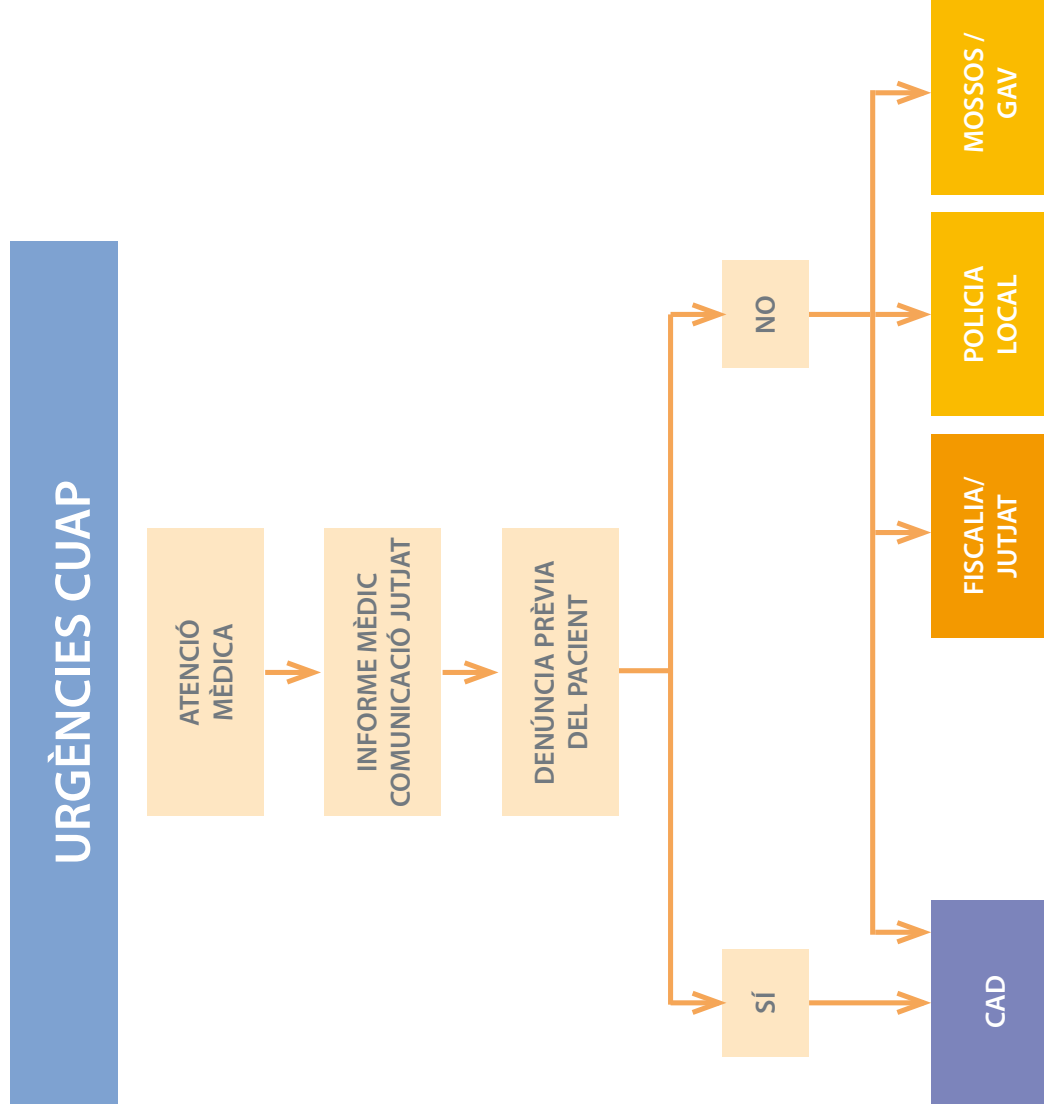 URGÈNCIES CUAP
ATENCIÓ
MÈDICA
INFORME MÈDIC
COMUNICACIÓ JUTJAT
DENÚNCIA PRÈVIA
DEL PACIENT
SÍ
NO
CAD
FISCALIA/
JUTJAT
POLICIA
LOCAL
MOSSOS /
GAV